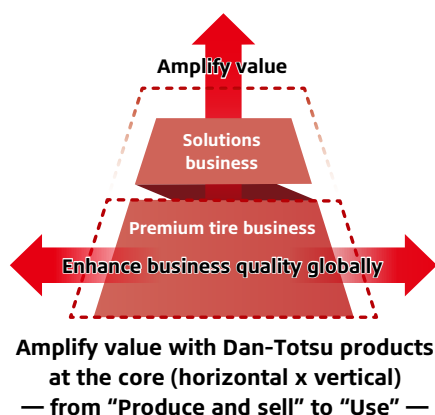 Amplify value
Solutions
business
Premium tire business
Enhance business quality globally
Amplify value with Dan-Totsu products
at the core (horizontal x vertical)
— from “Produce and sell” to “Use” —